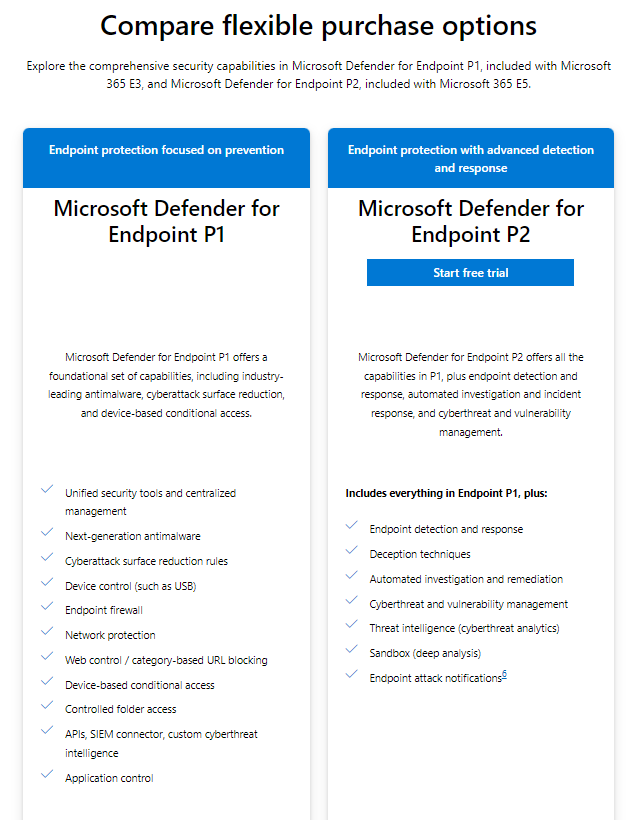 Compare flexible purchase options
Explore the comprehensive security capabilities in Microsoft Defender for Endpoint P1, included with Microsoft
365 E3, and Microsoft Defender for Endpoint P2, included with Microsoft 365 E5.
Endpoint protection focused on prevention
Microsoft Defender for
Endpoint P1
Microsoft Defender for Endpoint P1 offers a
foundational set of capabilities, including industry-
leading antimalware, cyberattack surface reduction,
and device-based conditional access.
Unified security tools and centralized
management
Next-generation antimalware
Cyberattack surface reduction rules
Device control (such as USB)
Endpoint firewall
Network protection
Web control / category-based URL blocking
Device-based conditional access
Controlled folder access
APIs, SIEM connector, custom cyberthreat
intelligence
Application control
Endpoint protection with advanced detection
and response
Microsoft Defender for
Endpoint P2
Start free trial
Microsoft Defender for Endpoint P2 offers all the
capabilities in P1, plus endpoint detection and
response, automated investigation and incident
response, and cyberthreat and vulnerability
management.
Includes everything in Endpoint P1, plus:
Endpoint detection and response
Deception techniques
Automated investigation and remediation
Cyberthreat and vulnerability management
Threat intelligence (cyberthreat analytics)
Sandbox (deep analysis)
Endpoint attack notifications6